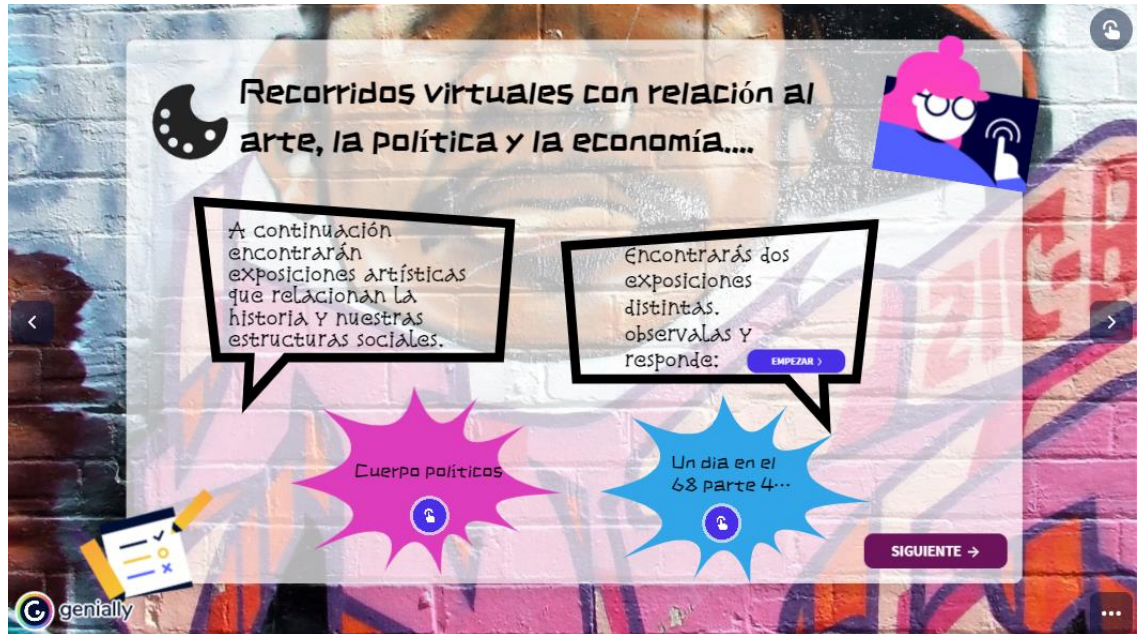 Recorridos virtuales con relación al
arte, la política y la economía....
A continuación
encontrarán
exposiciones artísticas
que relacionan la
historia y nuestras
estructuras sociales.
Encontrarás dos
exposiciones
distintas.
observalas y
responde:
EMPEZAR >
Cuerpo políticos
Un dia en el
68 parte 4...
SIGUIENTE →
genially